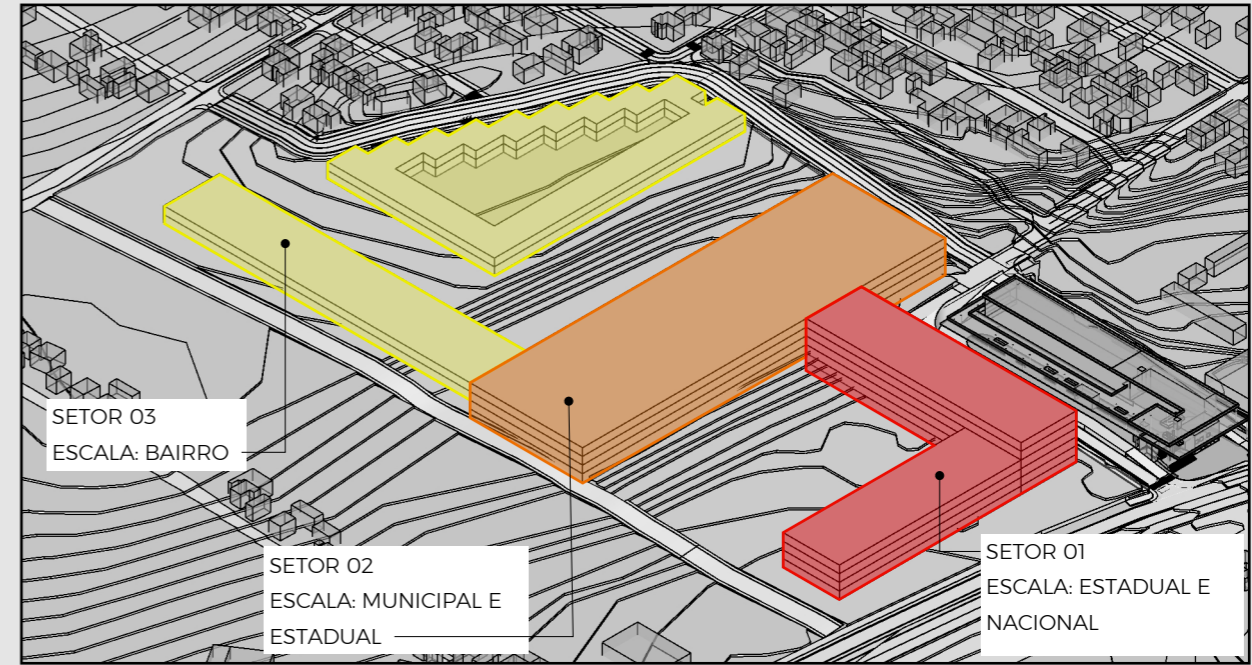 SETOR 03
ESCALA: BAIRRO
SETOR 02
ESCALA: MUNICIPAL E
ESTADUAL
SETOR 01
ESCALA: ESTADUAL E
NACIONAL